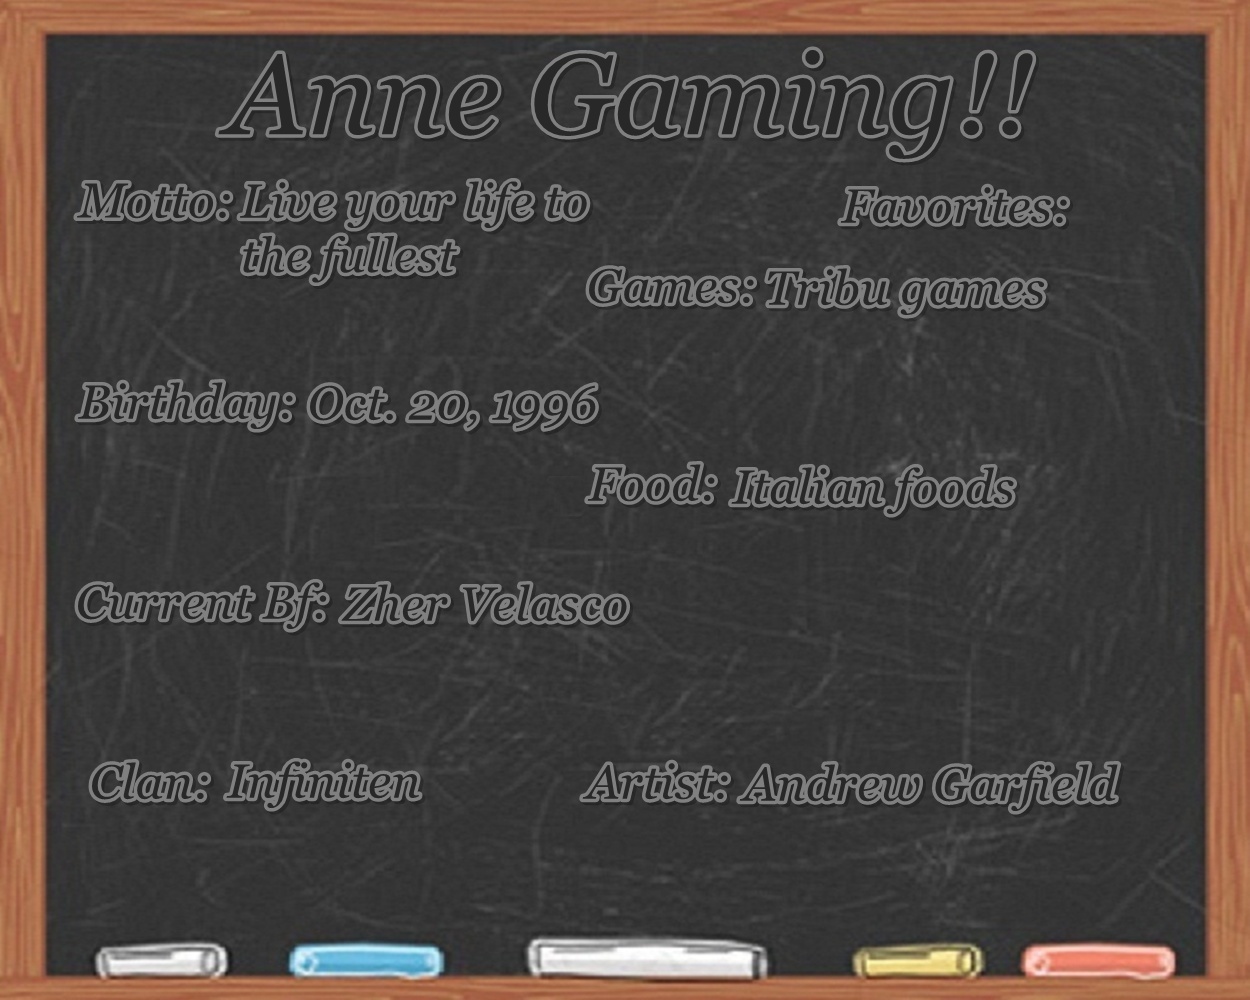 Anne Gaming!!
Motto: Live your life to
the fullest
Favorites:
Games: Tribu games
Birthday: Oct. 20, 1996
Food: Italian foods
Current Bf: Zher Velasco
Clan: Infiniten
Artist: Andrew Garfield